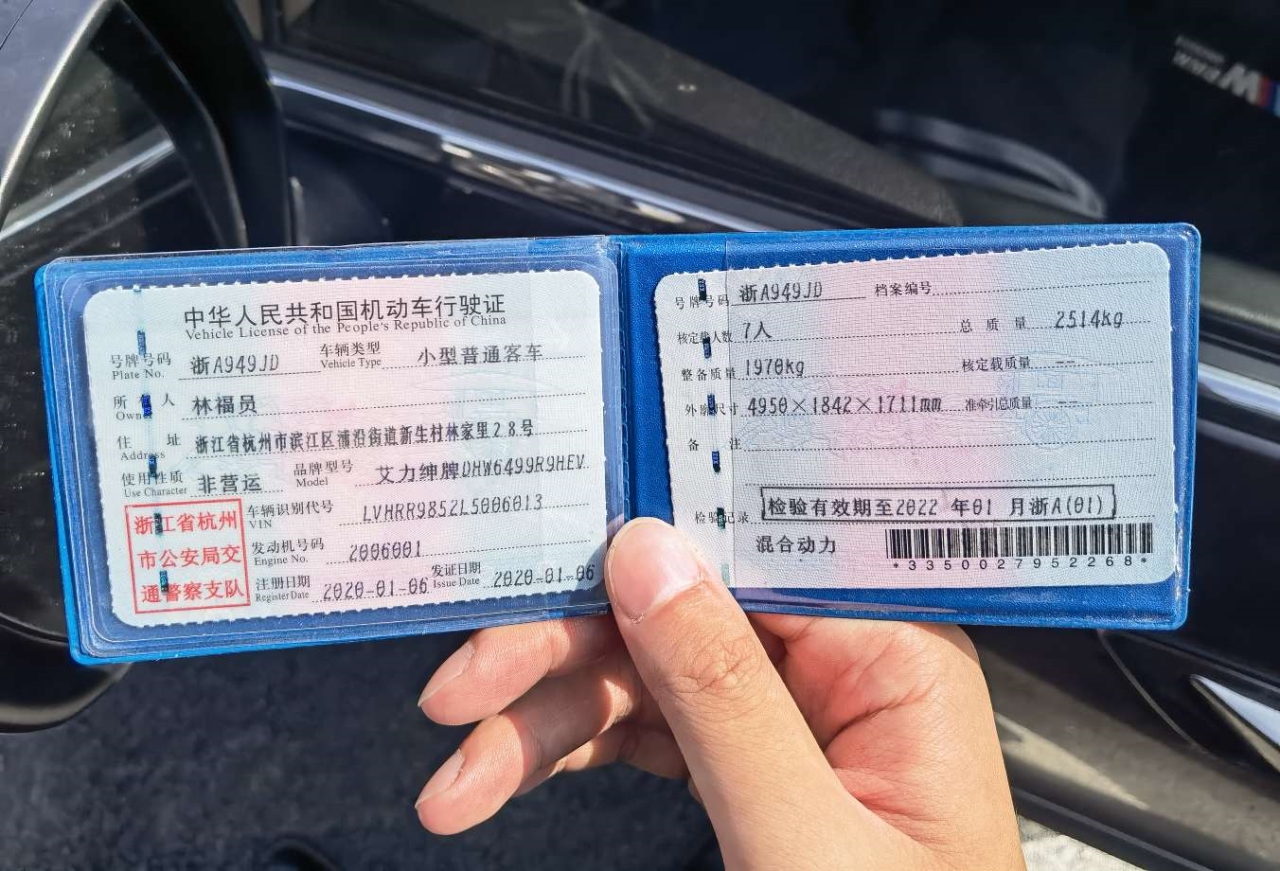 中华人民共和国机动车行驶证
Vehicle License of the People's Republic of China
号牌号码 浙A949JD 车辆类型 小型普通客车
Plate No. Vehicle Type
所有人 林福员
Owner
住址 浙江省杭州市滨江区浦沿街道新生村林家里28号
Address
使用性质 非营运 品牌型号 艾力绅牌DHW6499R9HEV
Use Character Model
浙江省杭州
市公安局交
通警察支队
车辆识别代号 LVHRR9852L5006013
VIN
发动机号码 2006001
Engine No.
注册日期 2020-01-06 发证日期 2020-01-06
Register Date Issue Date
号牌号码 浙A949JD 档案编号
核定载人数 7人 总质量 2514kg
整备质量 1970kg 核定载质量 --
外廓尺寸 4950×1842×1711mm 准牵引总质量 --
备注
检验记录 检验有效期至2022年01月浙A(01)
混合动力
*3350027952268*